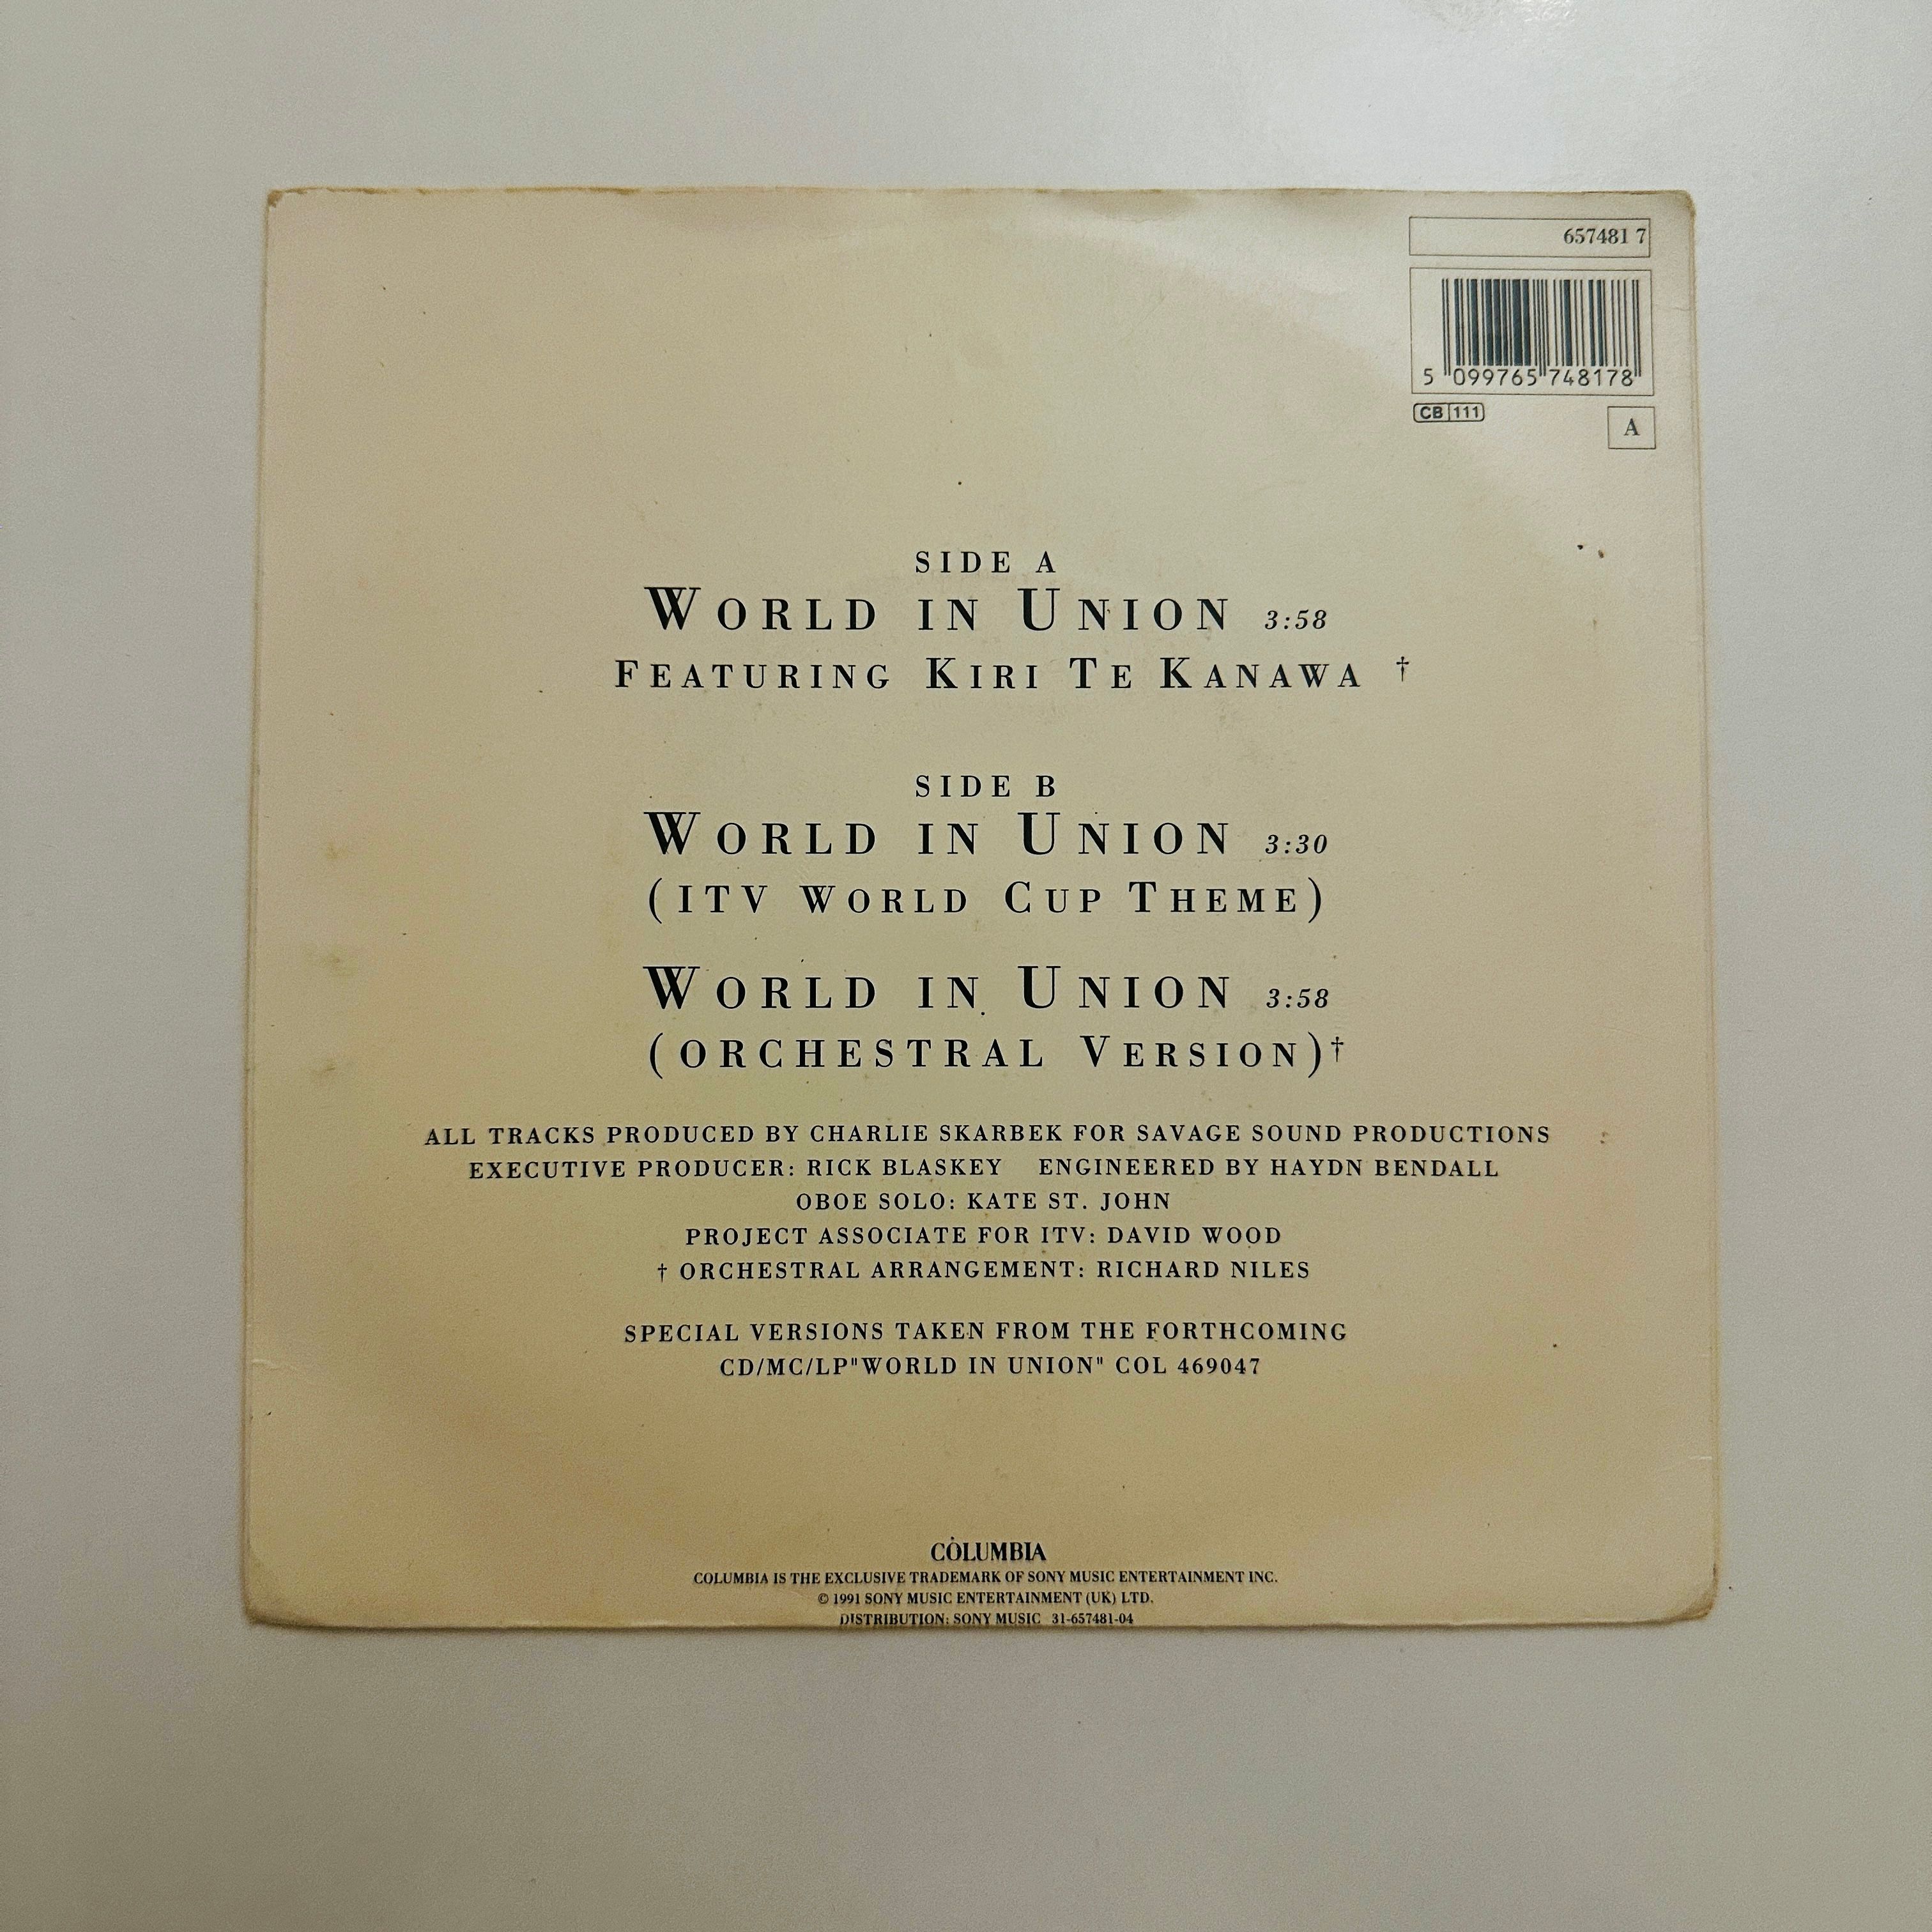 657481 7
5 099765 748178
CB 111
A
SIDE A
WORLD IN UNION 3:58
FEATURING KIRI TE KANAWA †
SIDE B
WORLD IN UNION 3:30
(ITV WORLD CUP THEME)
WORLD IN UNION 3:58
(ORCHESTRAL VERSION)†
ALL TRACKS PRODUCED BY CHARLIE SKARBEK FOR SAVAGE SOUND PRODUCTIONS
EXECUTIVE PRODUCER: RICK BLASKEY ENGINEERED BY HAYDN BENDALL
OBOE SOLO: KATE ST. JOHN
PROJECT ASSOCIATE FOR ITV: DAVID WOOD
† ORCHESTRAL ARRANGEMENT: RICHARD NILES
SPECIAL VERSIONS TAKEN FROM THE FORTHCOMING
CD/MC/LP"WORLD IN UNION" COL 469047
COLUMBIA
COLUMBIA IS THE EXCLUSIVE TRADEMARK OF SONY MUSIC ENTERTAINMENT INC.
© 1991 SONY MUSIC ENTERTAINMENT (UK) LTD.
DISTRIBUTION: SONY MUSIC 31-657481-04